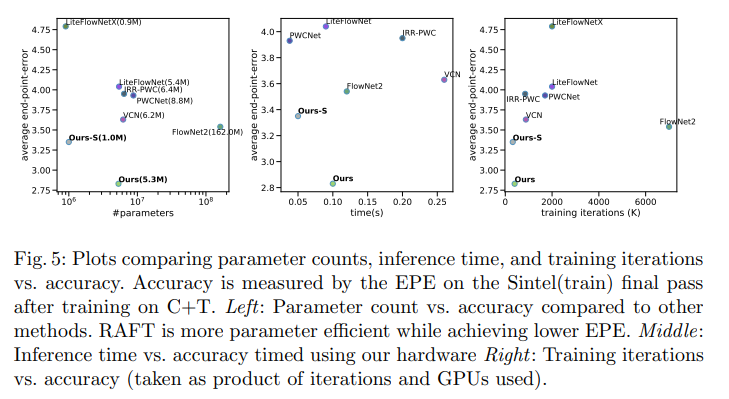 average end-point-error
4.75
4.50
4.25
4.00
3.75
3.50
3.25
3.00
2.75
LiteFlowNetX(0.9M)
LiteFlowNet(5.4M)
IRR-PWC(6.4M)
PWCNet(8.8M)
VCN(6.2M)
FlowNet2(162.0M)
Ours-S(1.0M)
Ours(5.3M)
10^6 10^7 10^8
#parameters
average end-point-error
4.0
3.8
3.6
3.4
3.2
3.0
2.8
LiteFlowNet
PWCNet
IRR-PWC
VCN
FlowNet2
Ours-S
Ours
0.05 0.10 0.15 0.20 0.25
time(s)
average end-point-error
4.75
4.50
4.25
4.00
3.75
3.50
3.25
3.00
2.75
LiteFlowNetX
LiteFlowNet
IRR-PWC
PWCNet
VCN
FlowNet2
Ours-S
Ours
0 2000 4000 6000
training iterations (K)
Fig. 5: Plots comparing parameter counts, inference time, and training iterations
vs. accuracy. Accuracy is measured by the EPE on the Sintel(train) final pass
after training on C+T. Left: Parameter count vs. accuracy compared to other
methods. RAFT is more parameter efficient while achieving lower EPE. Middle:
Inference time vs. accuracy timed using our hardware Right: Training iterations
vs. accuracy (taken as product of iterations and GPUs used).